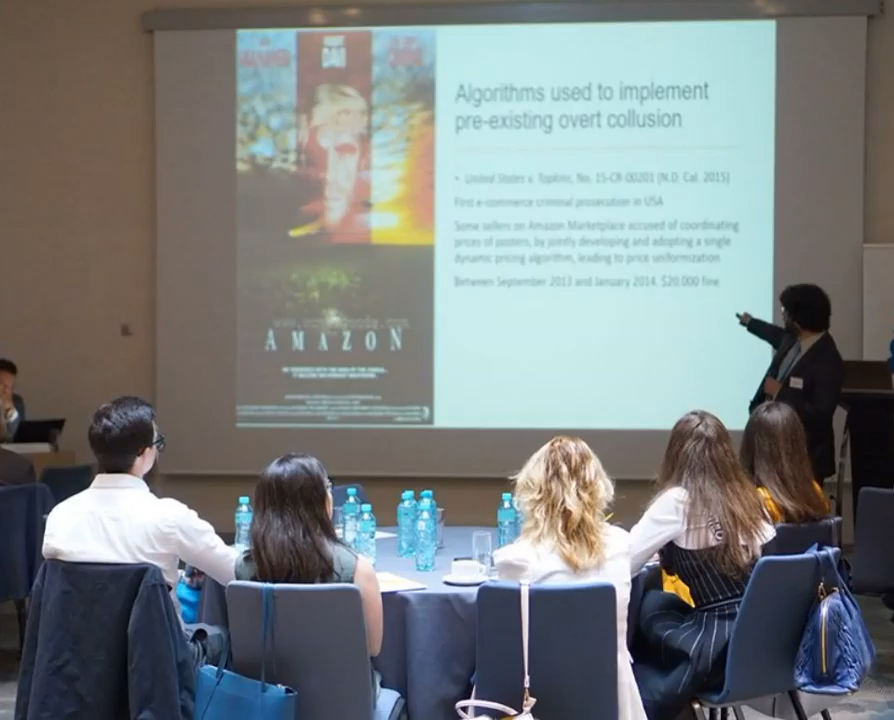 Algorithms used to implement
pre-existing overt collusion
• United States v. Topkins, No. 15-CR-00201 (N.D. Cal. 2015)
First e-commerce criminal prosecution in USA
Some sellers on Amazon Marketplace accused of coordinating
prices of posters, by jointly developing and adopting a single
dynamic pricing algorithm, leading to price uniformization
Between September 2013 and January 2014. $20.000 fine
AMAZON